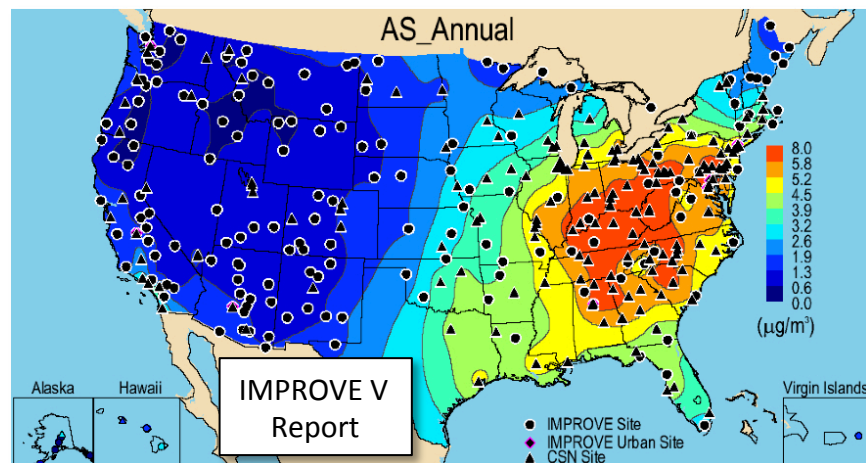 AS_Annual
8.0
5.8
5.2
4.5
3.9
3.2
2.6
1.9
1.3
0.6
0.0
(µg/m³)
IMPROVE V
Report
Alaska
Hawaii
Virgin Islands
IMPROVE Site
IMPROVE Urban Site
CSN Site